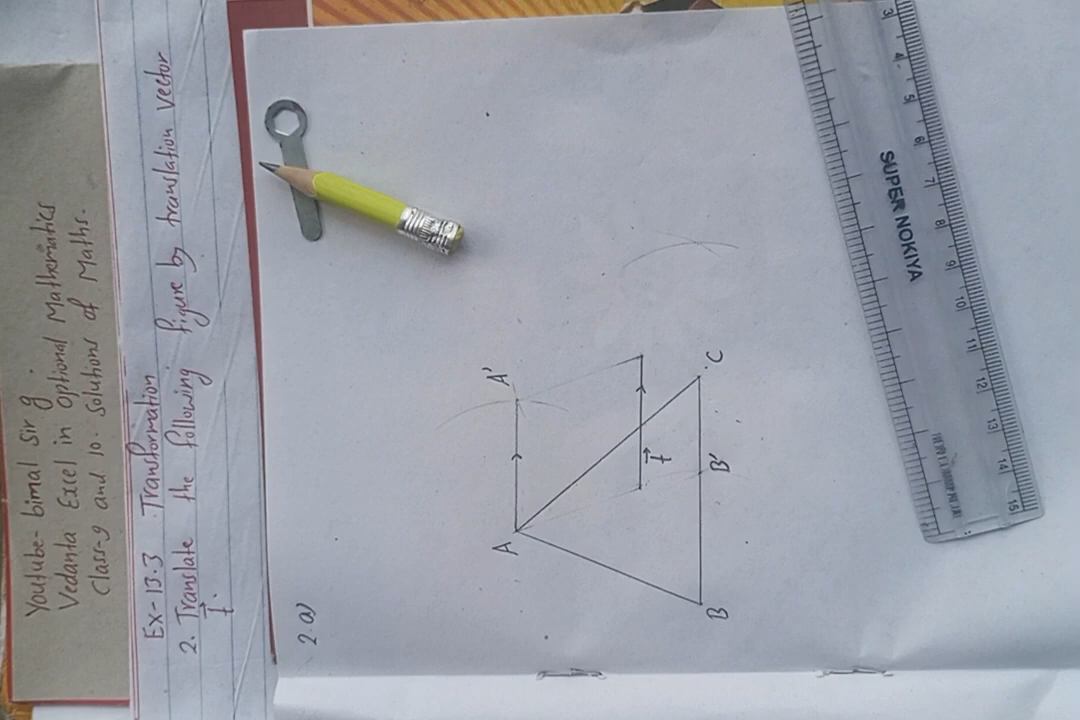 Youtube- bimal sir g
Vedanta Excel in Optional Mathematics
Class-9 and 10. Solutions of Maths.
Ex-13.3 Transformation
2. Translate the following figure by translation vector
t.
2.a)
A A'
t
B B' C
SUPER NOKIYA
3 4 5 6 7 8 9 10 11 12 13 14 15